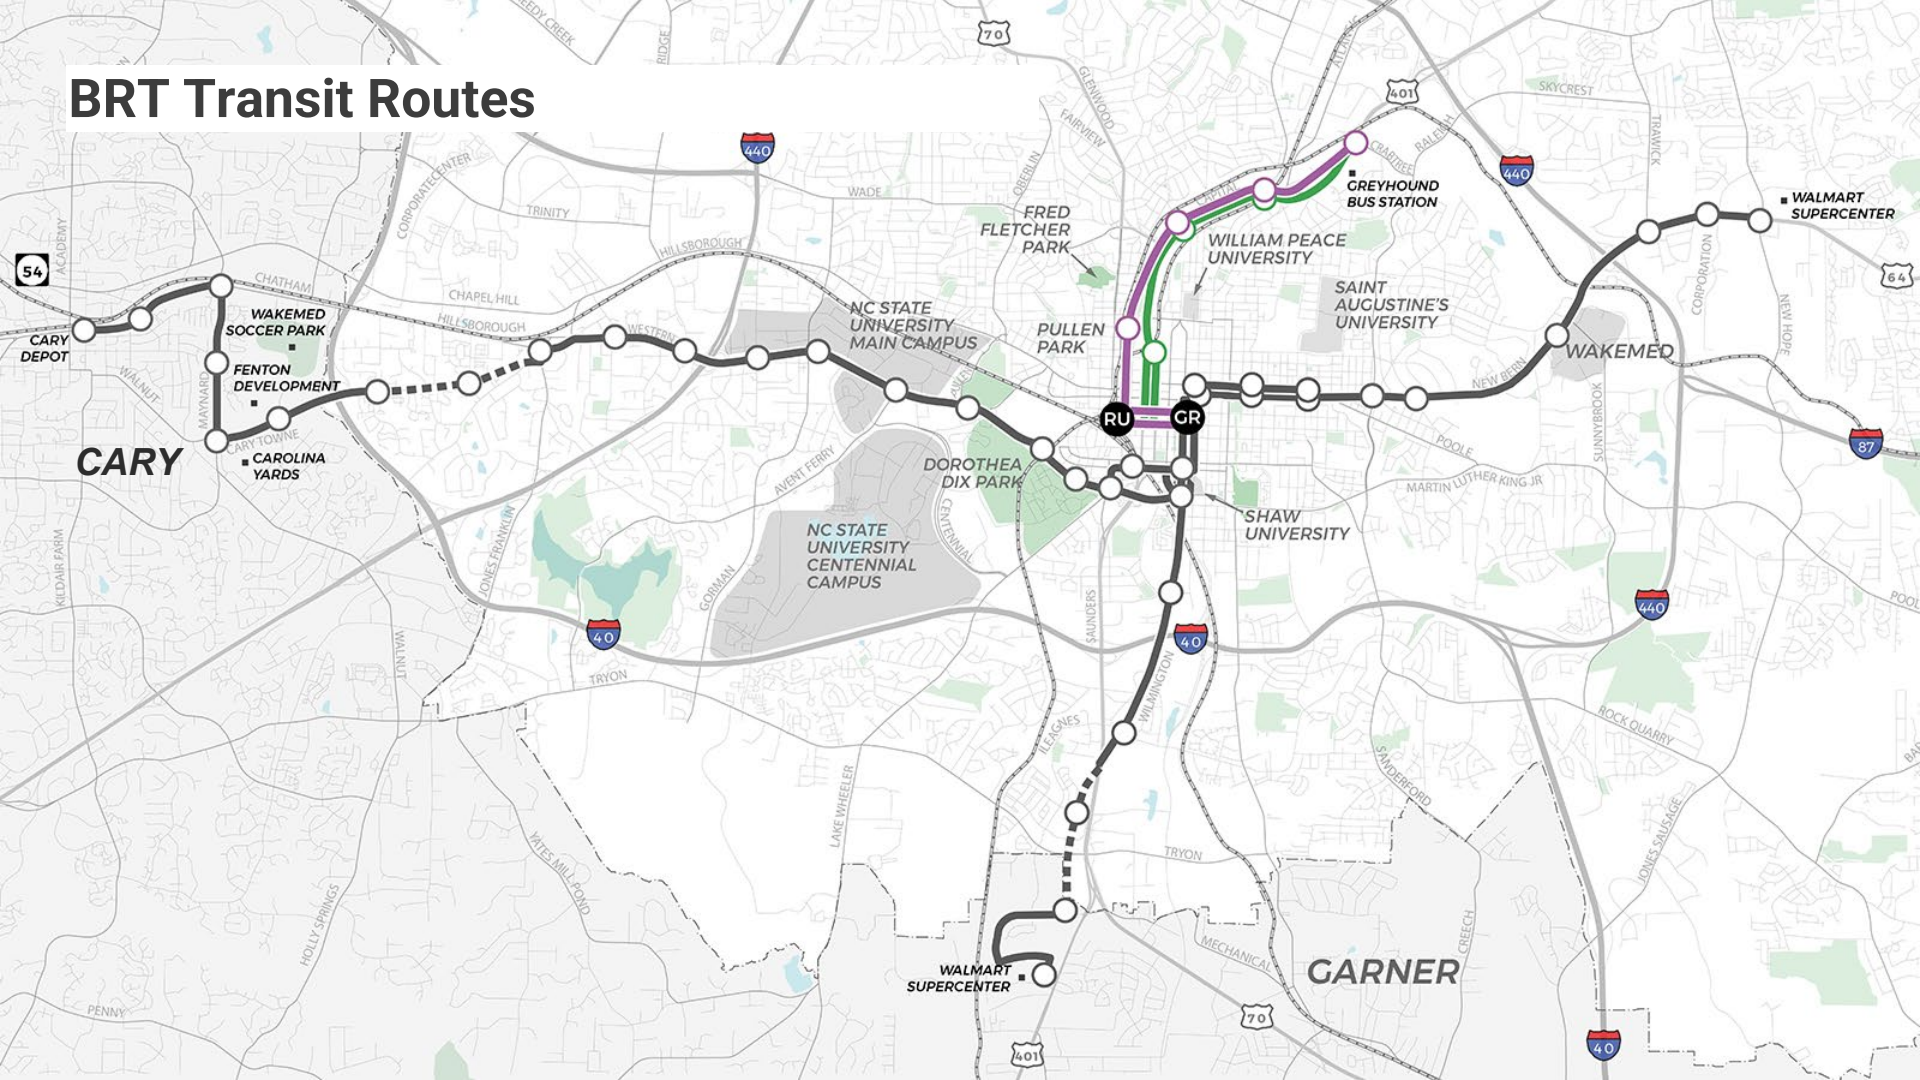 BRT Transit Routes
70
401
440
440
54
ACADEMY
CORPORATE CENTER
TRINITY
WADE
OBERLIN
FAIRVIEW
GLENWOOD
CAPITAL
CRABTREE
RALEIGH
SKYCREST
TRAWICK
GREYHOUND
BUS STATION
WALMART
SUPERCENTER
64
FRED
FLETCHER
PARK
WILLIAM PEACE
UNIVERSITY
SAINT
AUGUSTINE'S
UNIVERSITY
CORPORATION
NEW HOPE
HILLSBOROUGH
CHATHAM
CHAPEL HILL
HILLSBOROUGH
WESTERN
WAKEMED
SOCCER PARK
CARY
DEPOT
FENTON
DEVELOPMENT
WALNUT
MAYNARD
CARY TOWNE
CAROLINA
YARDS
CARY
NC STATE
UNIVERSITY
MAIN CAMPUS
PULLEN
PARK
RU
GR
NEW BERN
WAKEMED
SUNNYBROOK
POOLE
87
MARTIN LUTHER KING JR
DOROTHEA
DIX PARK
AVENT FERRY
CENTENNIAL
SHAW
UNIVERSITY
NC STATE
UNIVERSITY
CENTENNIAL
CAMPUS
JONES FRANKLIN
GORMAN
KILDAIR FARM
WALNUT
40
40
440
SAUNDERS
WILMINGTON
TRYON
ILEAGNES
ROCK QUARRY
SANDERFORD
LAKE WHEELER
YATES MILL POND
TRYON
JONES SAUSAGE
HOLLY SPRINGS
MECHANICAL
CREECH
WALMART
SUPERCENTER
GARNER
PENNY
70
401
40